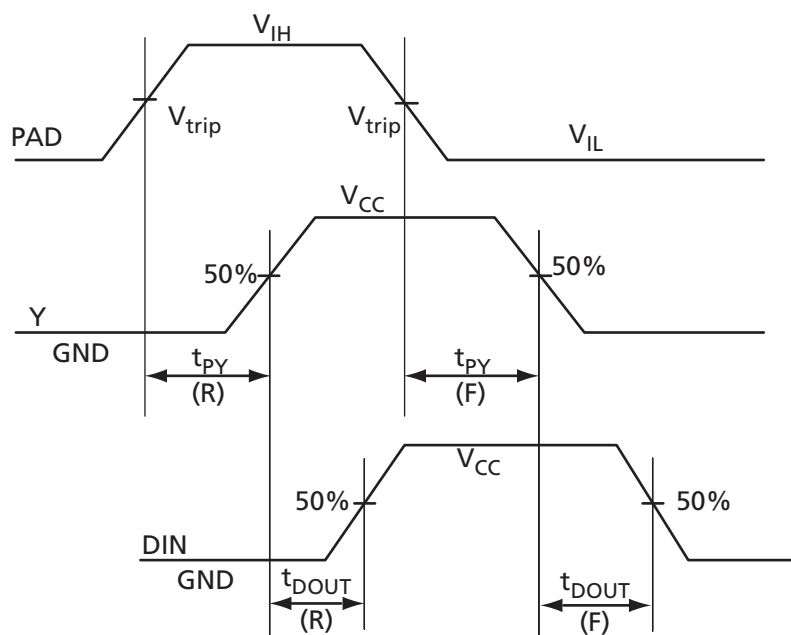 V_IH
V_trip
V_trip
PAD
V_IL
V_CC
50%
50%
Y
GND
t_PY
(R)
t_PY
(F)
V_CC
50%
50%
DIN
GND
t_DOUT
(R)
t_DOUT
(F)